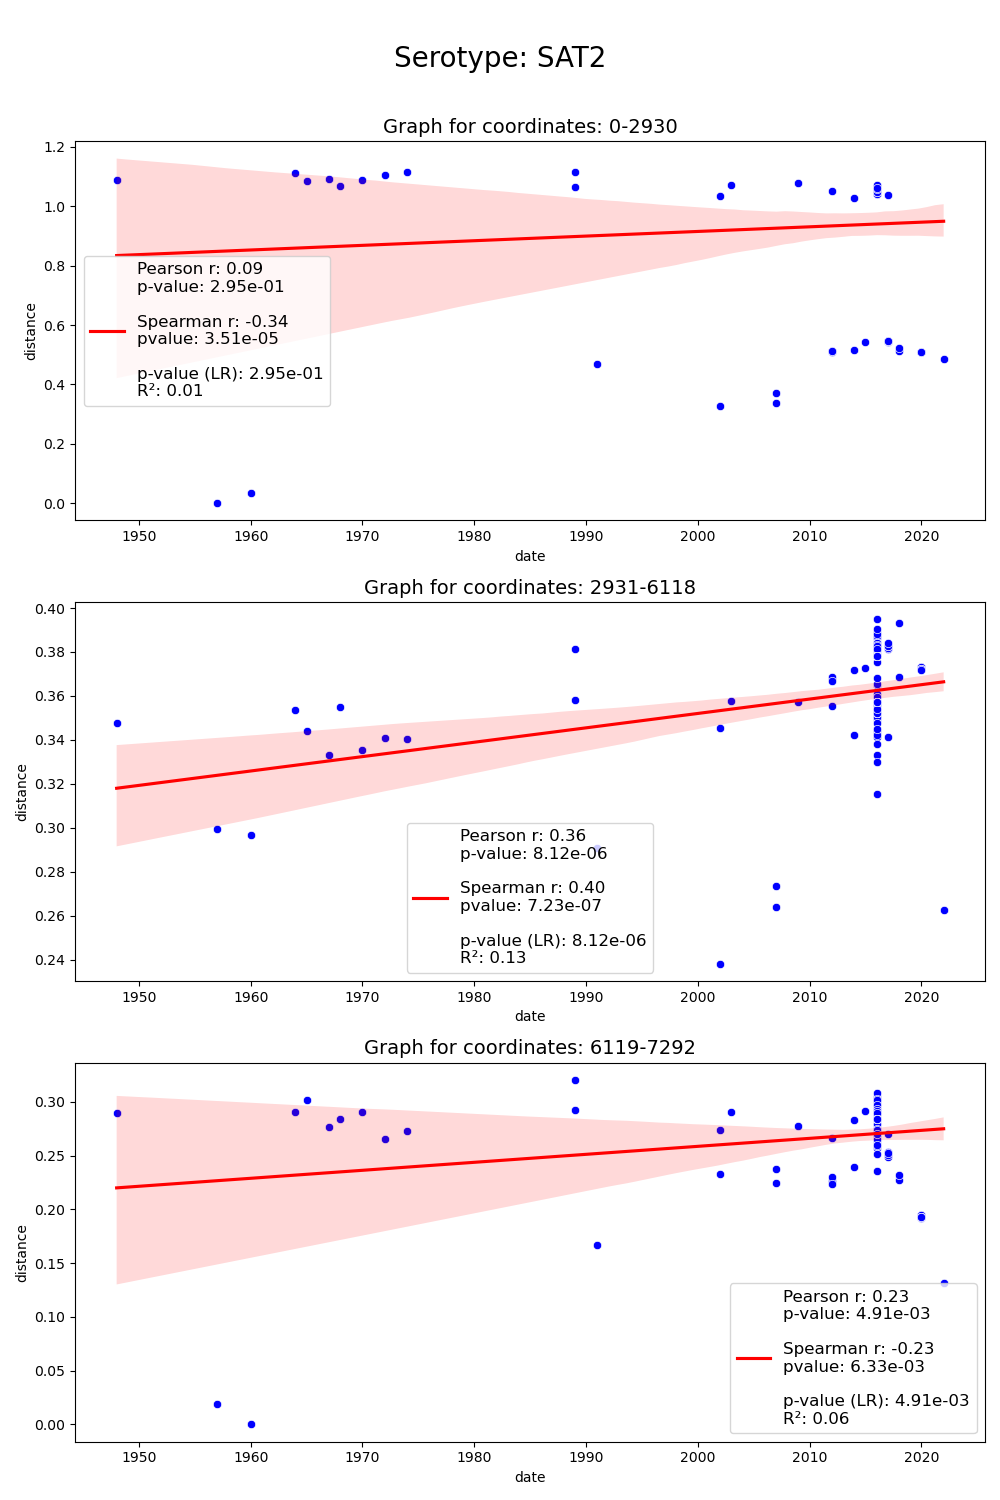 Serotype: SAT2
Graph for coordinates: 0-2930
1.2
1.0
0.8
0.6
0.4
0.2
0.0
distance
Pearson r: 0.09
p-value: 2.95e-01
Spearman r: -0.34
pvalue: 3.51e-05
p-value (LR): 2.95e-01
R²: 0.01
1950 1960 1970 1980 1990 2000 2010 2020
date
Graph for coordinates: 2931-6118
0.40
0.38
0.36
0.34
0.32
0.30
0.28
0.26
0.24
distance
Pearson r: 0.36
p-value: 8.12e-06
Spearman r: 0.40
pvalue: 7.23e-07
p-value (LR): 8.12e-06
R²: 0.13
1950 1960 1970 1980 1990 2000 2010 2020
date
Graph for coordinates: 6119-7292
0.30
0.25
0.20
0.15
0.10
0.05
0.00
distance
Pearson r: 0.23
p-value: 4.91e-03
Spearman r: -0.23
pvalue: 6.33e-03
p-value (LR): 4.91e-03
R²: 0.06
1950 1960 1970 1980 1990 2000 2010 2020
date